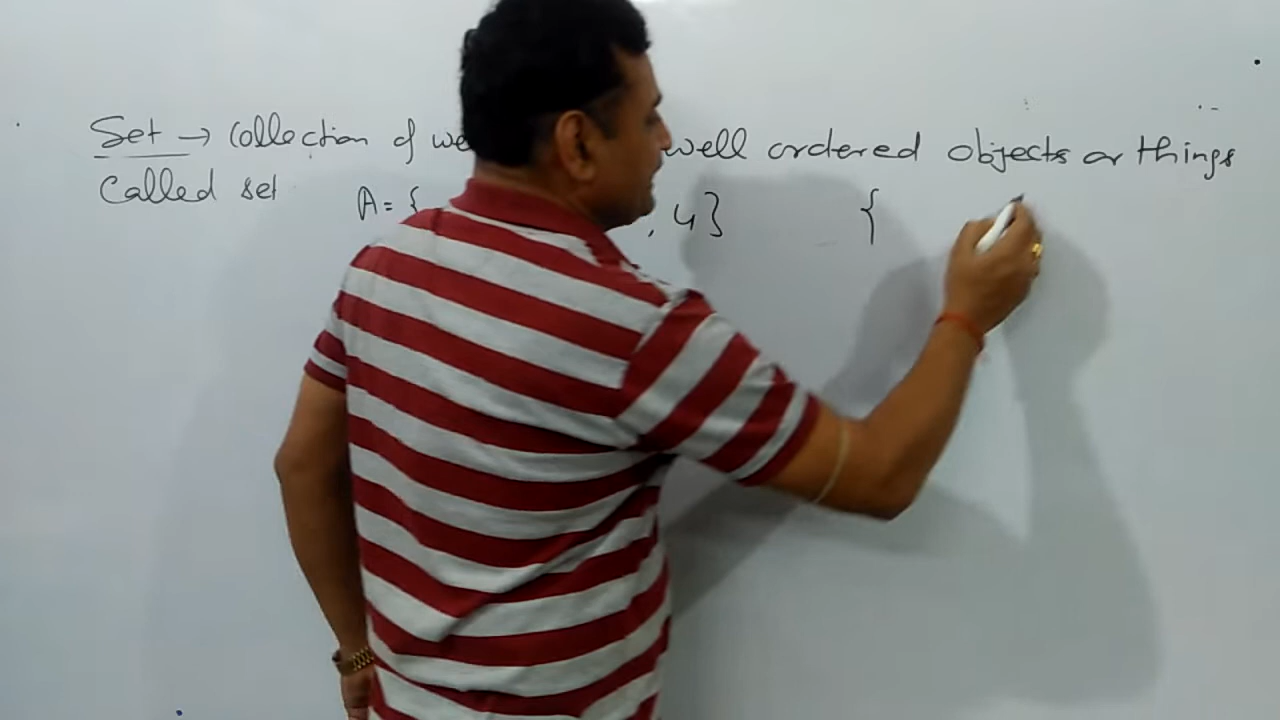 Set → Collection of we well ordered objects or things
Called set A = { , 4} {